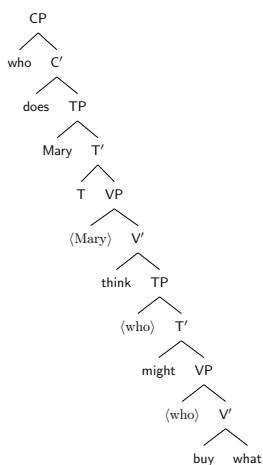 CP
who C′
does TP
Mary T′
T VP
⟨Mary⟩ V′
think TP
⟨who⟩ T′
might VP
⟨who⟩ V′
buy what